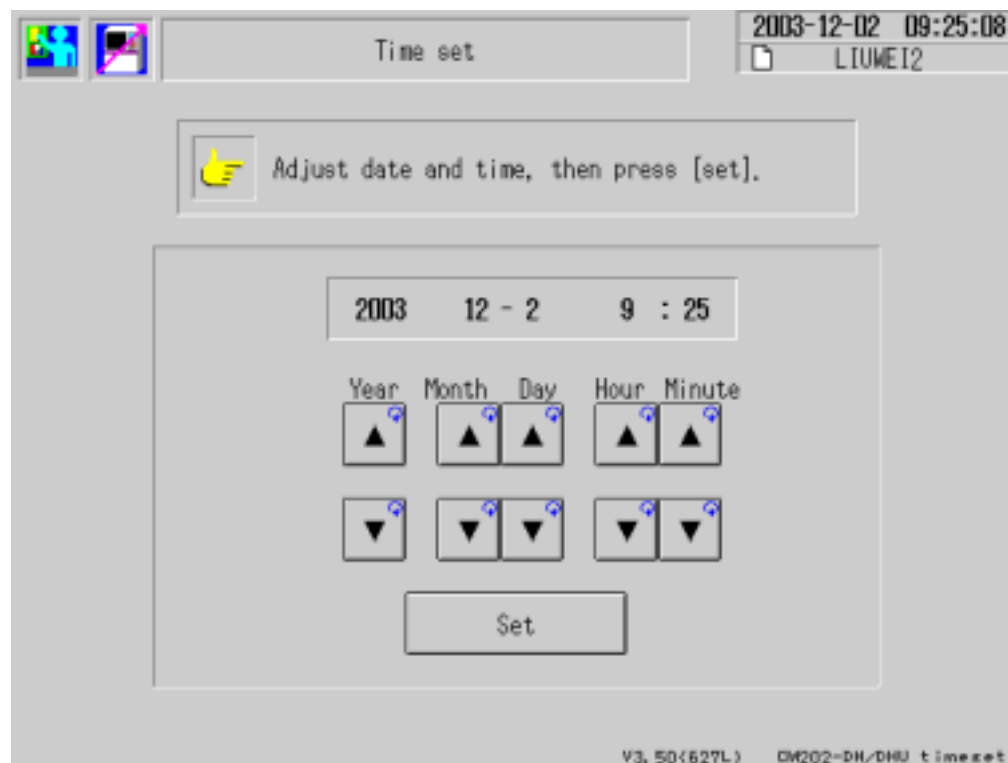 Time set
2003-12-02 09:25:08
LIUWEI2
Adjust date and time, then press [set].
2003 12 - 2 9 : 25
Year Month Day Hour Minute
Set
V3.50(627L) CM202-DH/DHU timeset